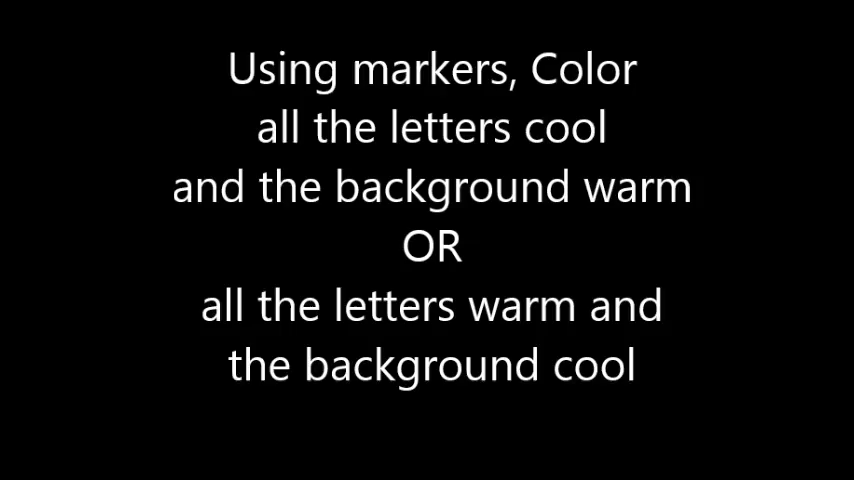 Using markers, Color
all the letters cool
and the background warm
OR
all the letters warm and
the background cool